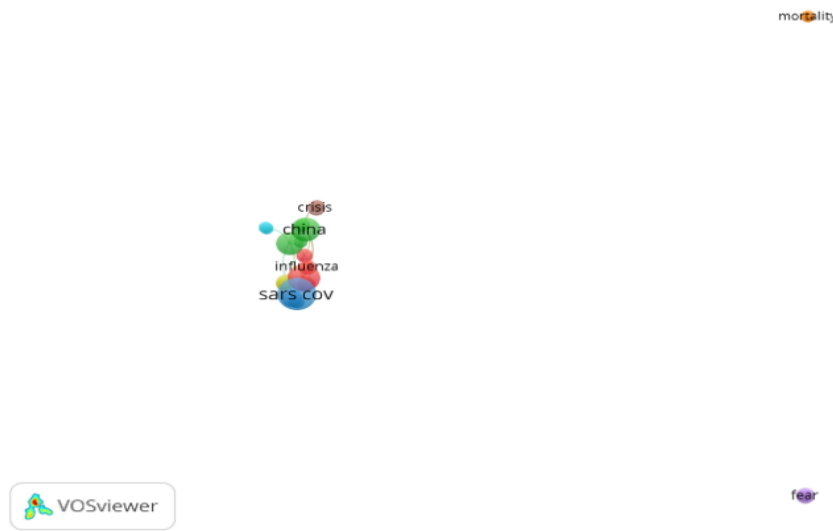 mortality
crisis
china
influenza
sars cov
fear
VOSviewer